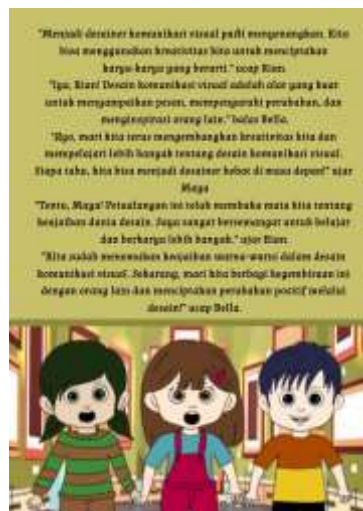 "Menjadi desainer komunikasi visual pasti menyenangkan. Kita
bisa menggunakan kreativitas kita untuk menciptakan
karya-karya yang berarti." ucap Rian.
"Iya, Rian! Desain komunikasi visual adalah alat yang kuat
untuk menyampaikan pesan, mempengaruhi perubahan, dan
menginspirasi orang lain." balas Bella.
"Ayo, mari kita terus mengembangkan kreativitas kita dan
mempelajari lebih banyak tentang desain komunikasi visual.
Siapa tahu, kita bisa menjadi desainer hebat di masa depan!" ujar
Maya
"Tentu, Maya! Petualangan ini telah membuka mata kita tentang
keajaiban dunia desain. Saya sangat bersemangat untuk belajar
dan berkarya lebih banyak." ujar Rian
"Kita sudah menemukan keajaiban warna-warni dalam desain
komunikasi visual. Sekarang, mari kita berbagi kegembiraan ini
dengan orang lain dan menciptakan perubahan positif melalui
desain!" ucap Bella.